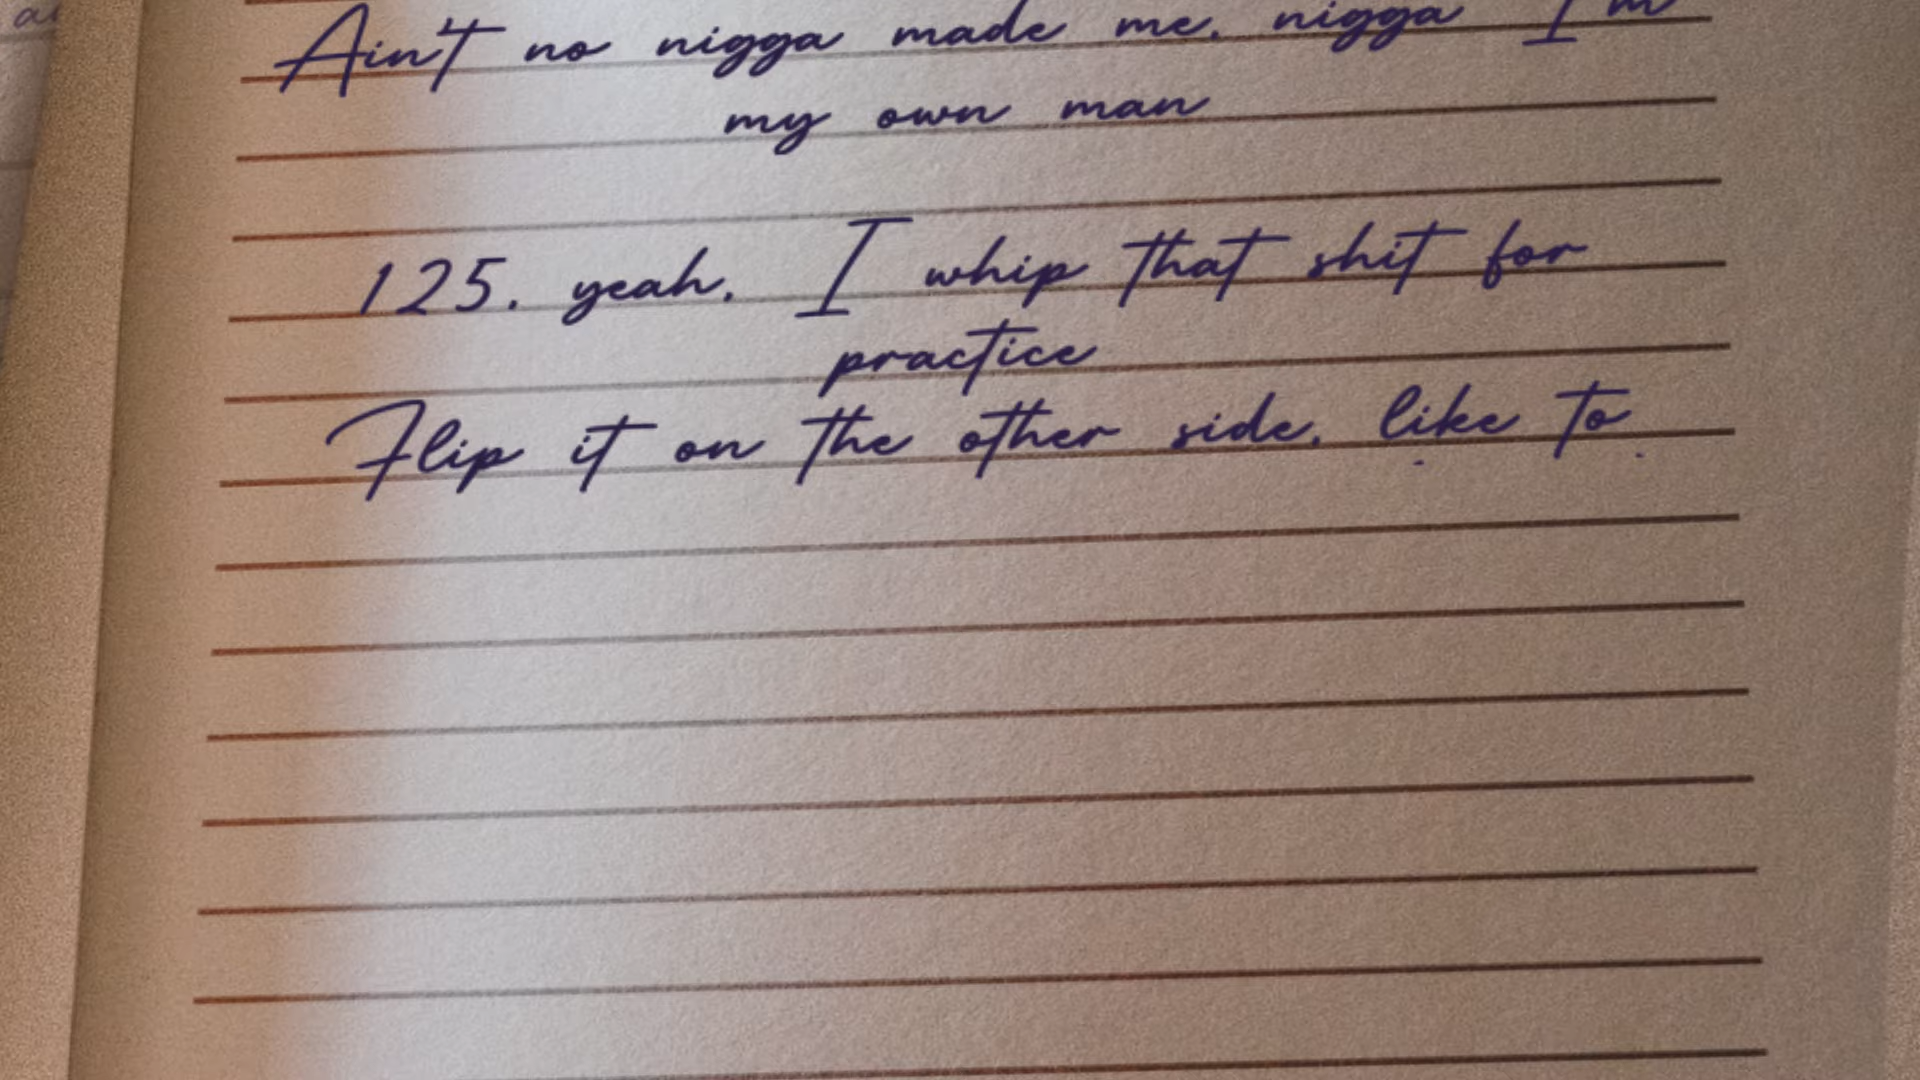 Ain't no nigga made me, nigga I'm
my own man
125, yeah, I whip that shit for
practice
Flip it on the other side, like to